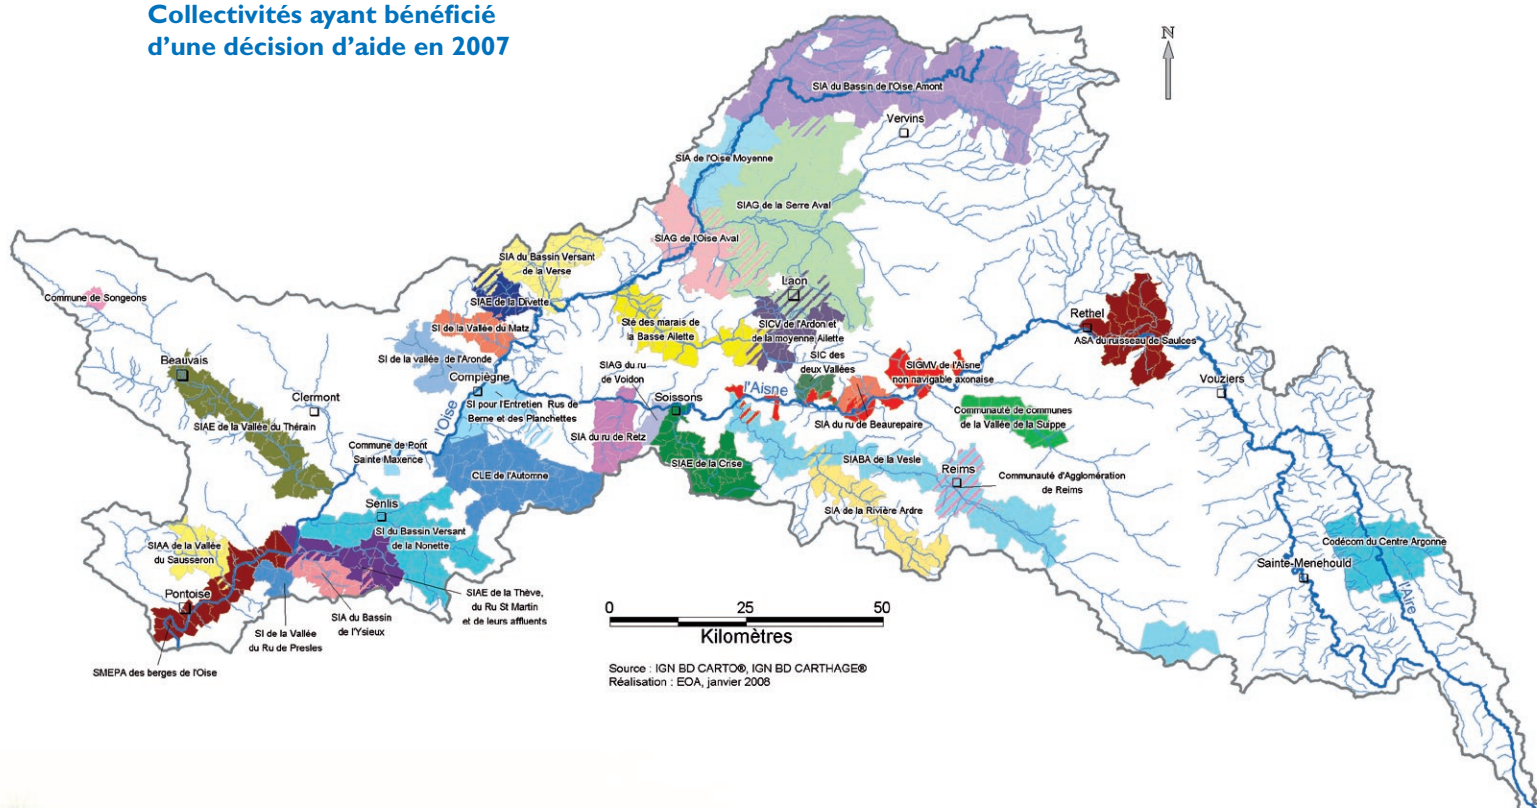 Collectivités ayant bénéficié
d'une décision d'aide en 2007
N
SIA du Bassin de l'Oise Amont
Vervins
SIA de l'Oise Moyenne
SIAG de la Serre Aval
SIAG de l'Oise Aval
SIA du Bassin Versant
de la Verse
Laon
Commune de Songeons
SIAE de la Divette
Rethel
SI de la Vallée du Matz
Sté des marais de
la Basse Ailette
SICV de l'Ardon et
de la moyenne Ailette
ASA du ruisseau de Saulces
SI de la vallée de l'Aronde
Beauvais
SIAG du ru
de Voidon
SIC des
deux Vallées
SIGMV de l'Aisne
non navigable axonaise
Compiègne
l'Aisne
Vouziers
Clermont
Soissons
SI pour l'Entretien Rus de
Berne et des Planchettes
Communauté de communes
de la Vallée de la Suippe
l'Oise
SIAE de la Vallée du Thérain
SIA du ru de Retz
SIA du ru de Beaurepaire
Commune de Pont
Sainte Maxence
SIAE de la Crise
SIABA de la Vesle
Reims
CLE de l'Automne
Communauté d'Agglomération
de Reims
Senlis
SIA de la Rivière Ardre
SI du Bassin Versant
de la Nonette
SIAA de la Vallée
du Sausseron
Codécom du Centre Argonne
Sainte-Menehould
l'Aire
Pontoise
SIAE de la Thève,
du Ru St Martin
et de leurs affluents
SIA du Bassin
de l'Ysieux
SI de la Vallée
du Ru de Presles
SMEPA des berges de l'Oise
0 25 50
Kilomètres
Source : IGN BD CARTO®, IGN BD CARTHAGE®
Réalisation : EOA, janvier 2008